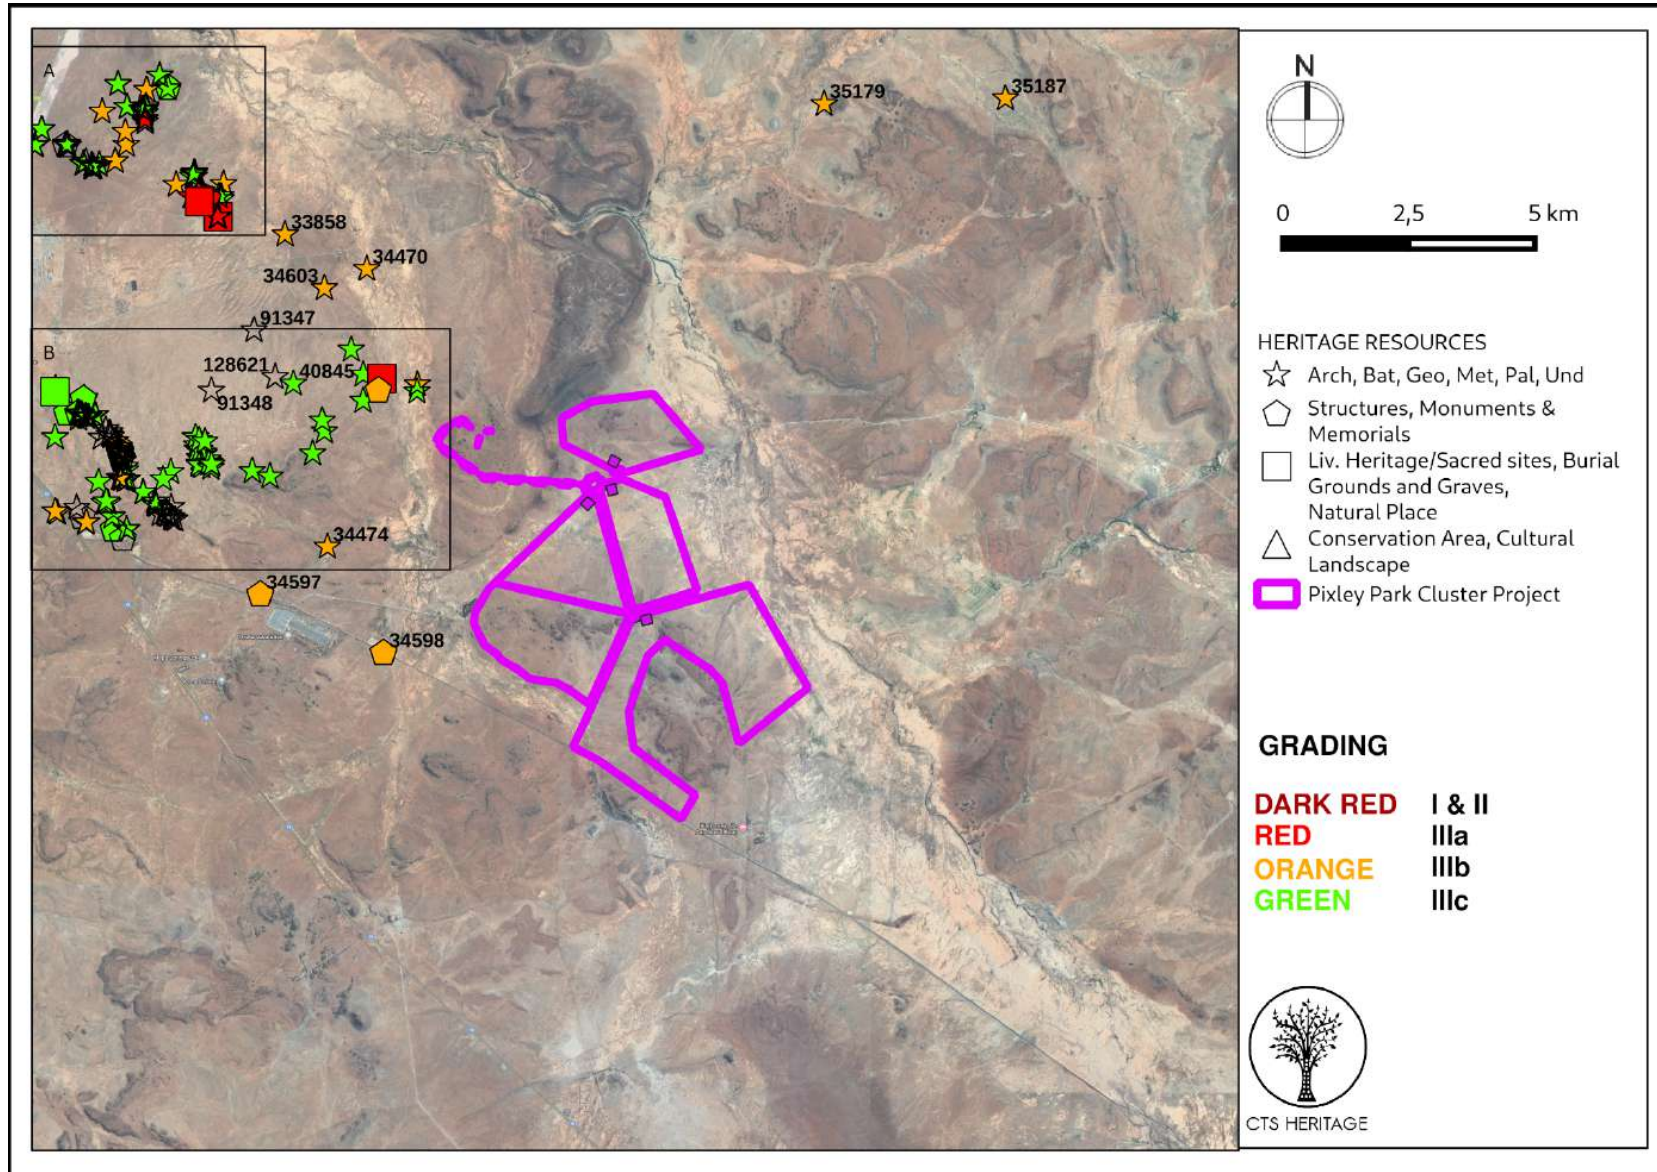 A
35179
35187
33858
34470
34603
91347
B
128621
40845
91348
34474
34597
34598
N
0 2,5 5 km
HERITAGE RESOURCES
Arch, Bat, Geo, Met, Pal, Und
Structures, Monuments &
Memorials
Liv. Heritage/Sacred sites, Burial
Grounds and Graves,
Natural Place
Conservation Area, Cultural
Landscape
Pixley Park Cluster Project
GRADING
DARK RED I & II
RED IIIa
ORANGE IIIb
GREEN IIIc
CTS HERITAGE